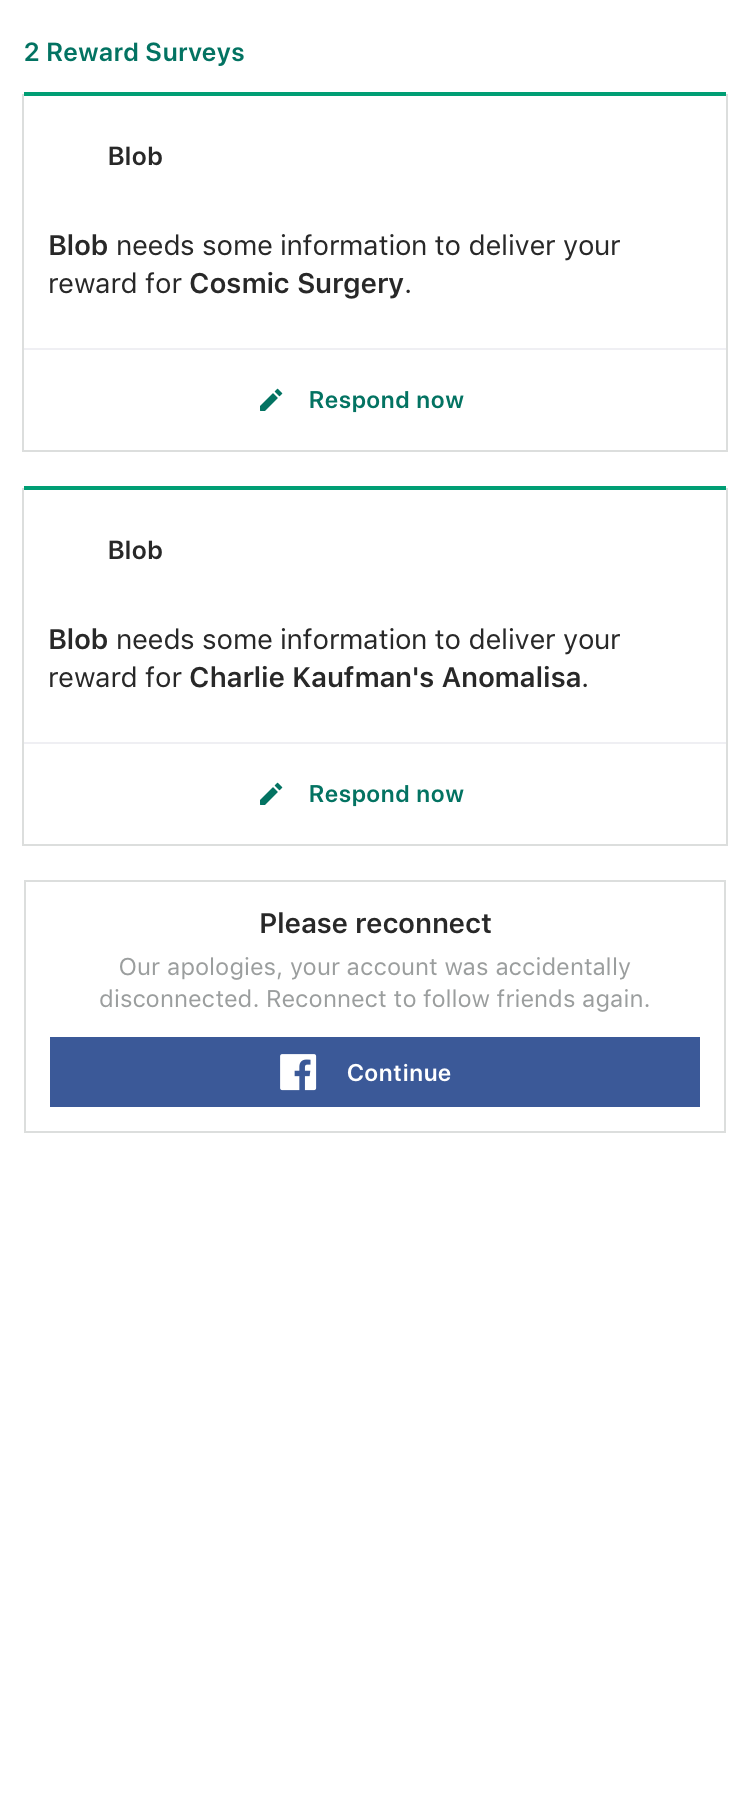 2 Reward Surveys
Blob
Blob needs some information to deliver your
reward for Cosmic Surgery.
Respond now
Blob
Blob needs some information to deliver your
reward for Charlie Kaufman's Anomalisa.
Respond now
Please reconnect
Our apologies, your account was accidentally
disconnected. Reconnect to follow friends again.
Continue